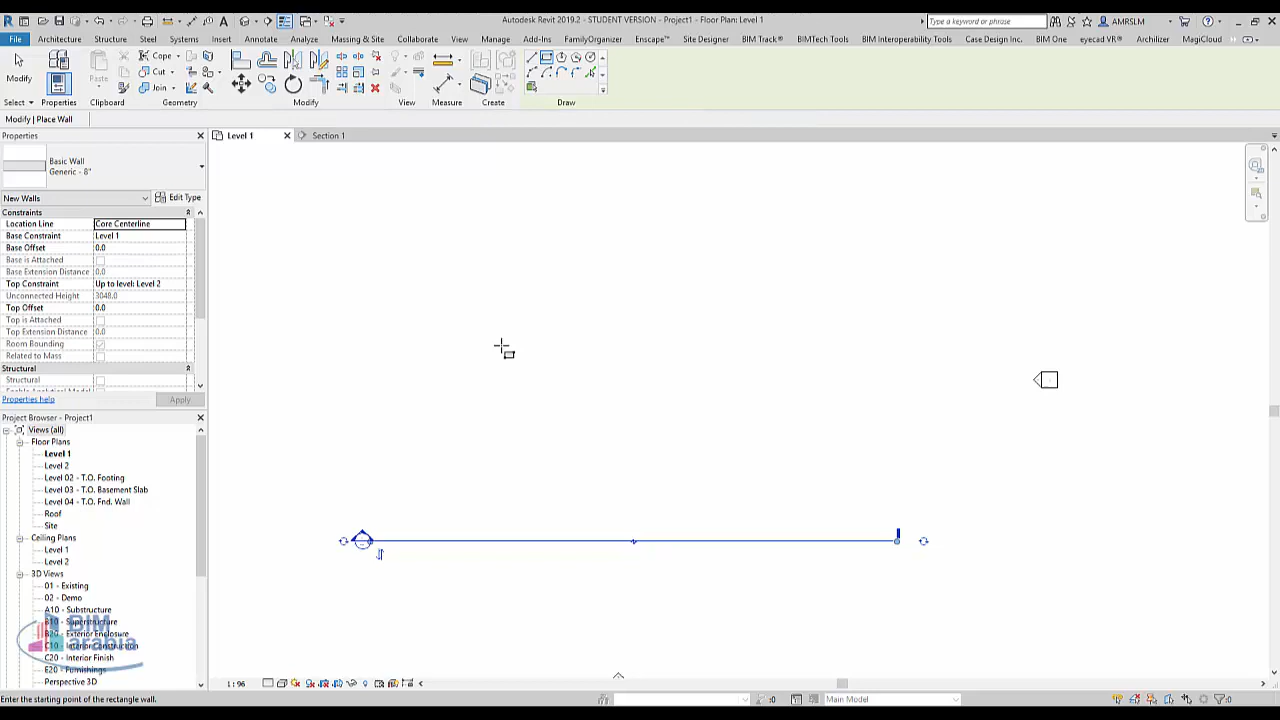 Autodesk Revit 2019.2 - STUDENT VERSION - Project1 - Floor Plan: Level 1
Type a keyword or phrase
AMRSLM
File Architecture Structure Steel Systems Insert Annotate Analyze Massing & Site Collaborate View Manage Add-Ins FamilyOrganizer Enscape™ Site Designer BIM Track® BIMTech Tools BIM Interoperability Tools Case Design Inc. BIM One eyecad VR® Archilizer MagiCloud
Modify
Properties
Paste
Cope
Cut
Join
Select Properties Clipboard Geometry Modify View Measure Create Draw
Modify | Place Wall
Properties
Level 1
Section 1
Basic Wall
Generic - 8"
New Walls
Edit Type
Constraints
Location Line Core Centerline
Base Constraint Level 1
Base Offset 0.0
Base is Attached
Base Extension Distance 0.0
Top Constraint Up to level: Level 2
Unconnected Height 3048.0
Top Offset 0.0
Top is Attached
Top Extension Distance 0.0
Room Bounding
Related to Mass
Structural
Structural
Enable Analytical Model
Properties help
Apply
Project Browser - Project1
Views (all)
Floor Plans
Level 1
Level 2
Level 02 - T.O. Footing
Level 03 - T.O. Basement Slab
Level 04 - T.O. Fnd. Wall
Roof
Site
Ceiling Plans
Level 1
Level 2
3D Views
01 - Existing
02 - Demo
A10 - Substructure
B10 - Superstructure
B20 - Exterior Enclosure
C10 - Interior Construction
C20 - Interior Finish
E20 - Furnishings
Perspective 3D
BIM
arabia
1 : 96
Enter the starting point of the rectangle wall.
:0
Main Model
:0